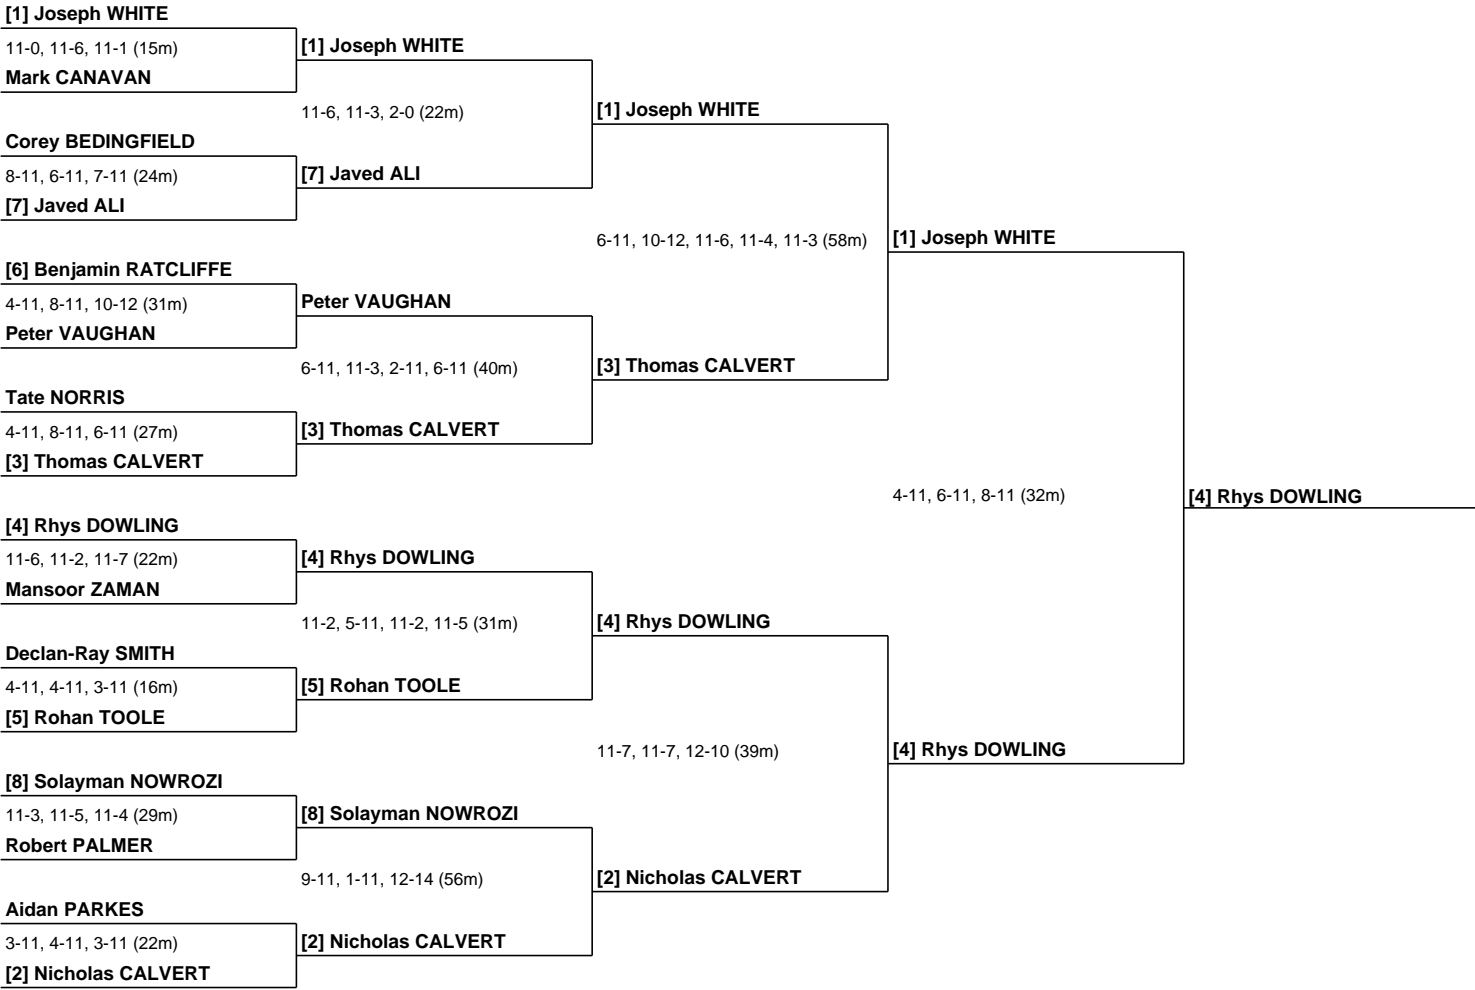 [1] Joseph WHITE
11-0, 11-6, 11-1 (15m)
Mark CANAVAN
Corey BEDINGFIELD
8-11, 6-11, 7-11 (24m)
[7] Javed ALI
[6] Benjamin RATCLIFFE
4-11, 8-11, 10-12 (31m)
Peter VAUGHAN
Tate NORRIS
4-11, 8-11, 6-11 (27m)
[3] Thomas CALVERT
[4] Rhys DOWLING
11-6, 11-2, 11-7 (22m)
Mansoor ZAMAN
Declan-Ray SMITH
4-11, 4-11, 3-11 (16m)
[5] Rohan TOOLE
[8] Solayman NOWROZI
11-3, 11-5, 11-4 (29m)
Robert PALMER
Aidan PARKES
3-11, 4-11, 3-11 (22m)
[2] Nicholas CALVERT
[1] Joseph WHITE
11-6, 11-3, 2-0 (22m)
[7] Javed ALI
Peter VAUGHAN
6-11, 11-3, 2-11, 6-11 (40m)
[3] Thomas CALVERT
[4] Rhys DOWLING
11-2, 5-11, 11-2, 11-5 (31m)
[5] Rohan TOOLE
[8] Solayman NOWROZI
9-11, 1-11, 12-14 (56m)
[2] Nicholas CALVERT
[1] Joseph WHITE
6-11, 10-12, 11-6, 11-4, 11-3 (58m)
[3] Thomas CALVERT
[4] Rhys DOWLING
11-7, 11-7, 12-10 (39m)
[2] Nicholas CALVERT
[1] Joseph WHITE
4-11, 6-11, 8-11 (32m)
[4] Rhys DOWLING
[4] Rhys DOWLING